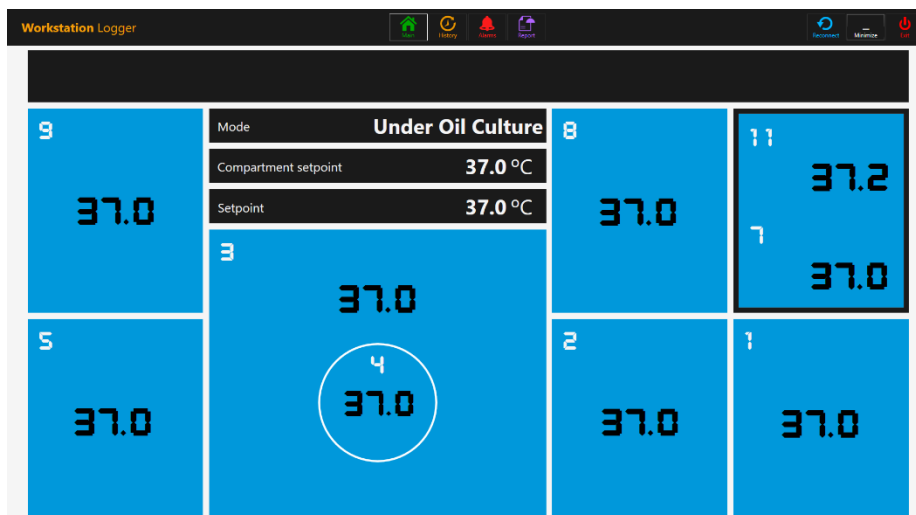 Workstation Logger
Main
History
Alarms
Report
Reconnect
Minimize
Exit
9
37.0
Mode Under Oil Culture
Compartment setpoint 37.0 °C
Setpoint 37.0 °C
8
37.0
11
37.2
7
37.0
3
37.0
4
37.0
5
37.0
2
37.0
1
37.0